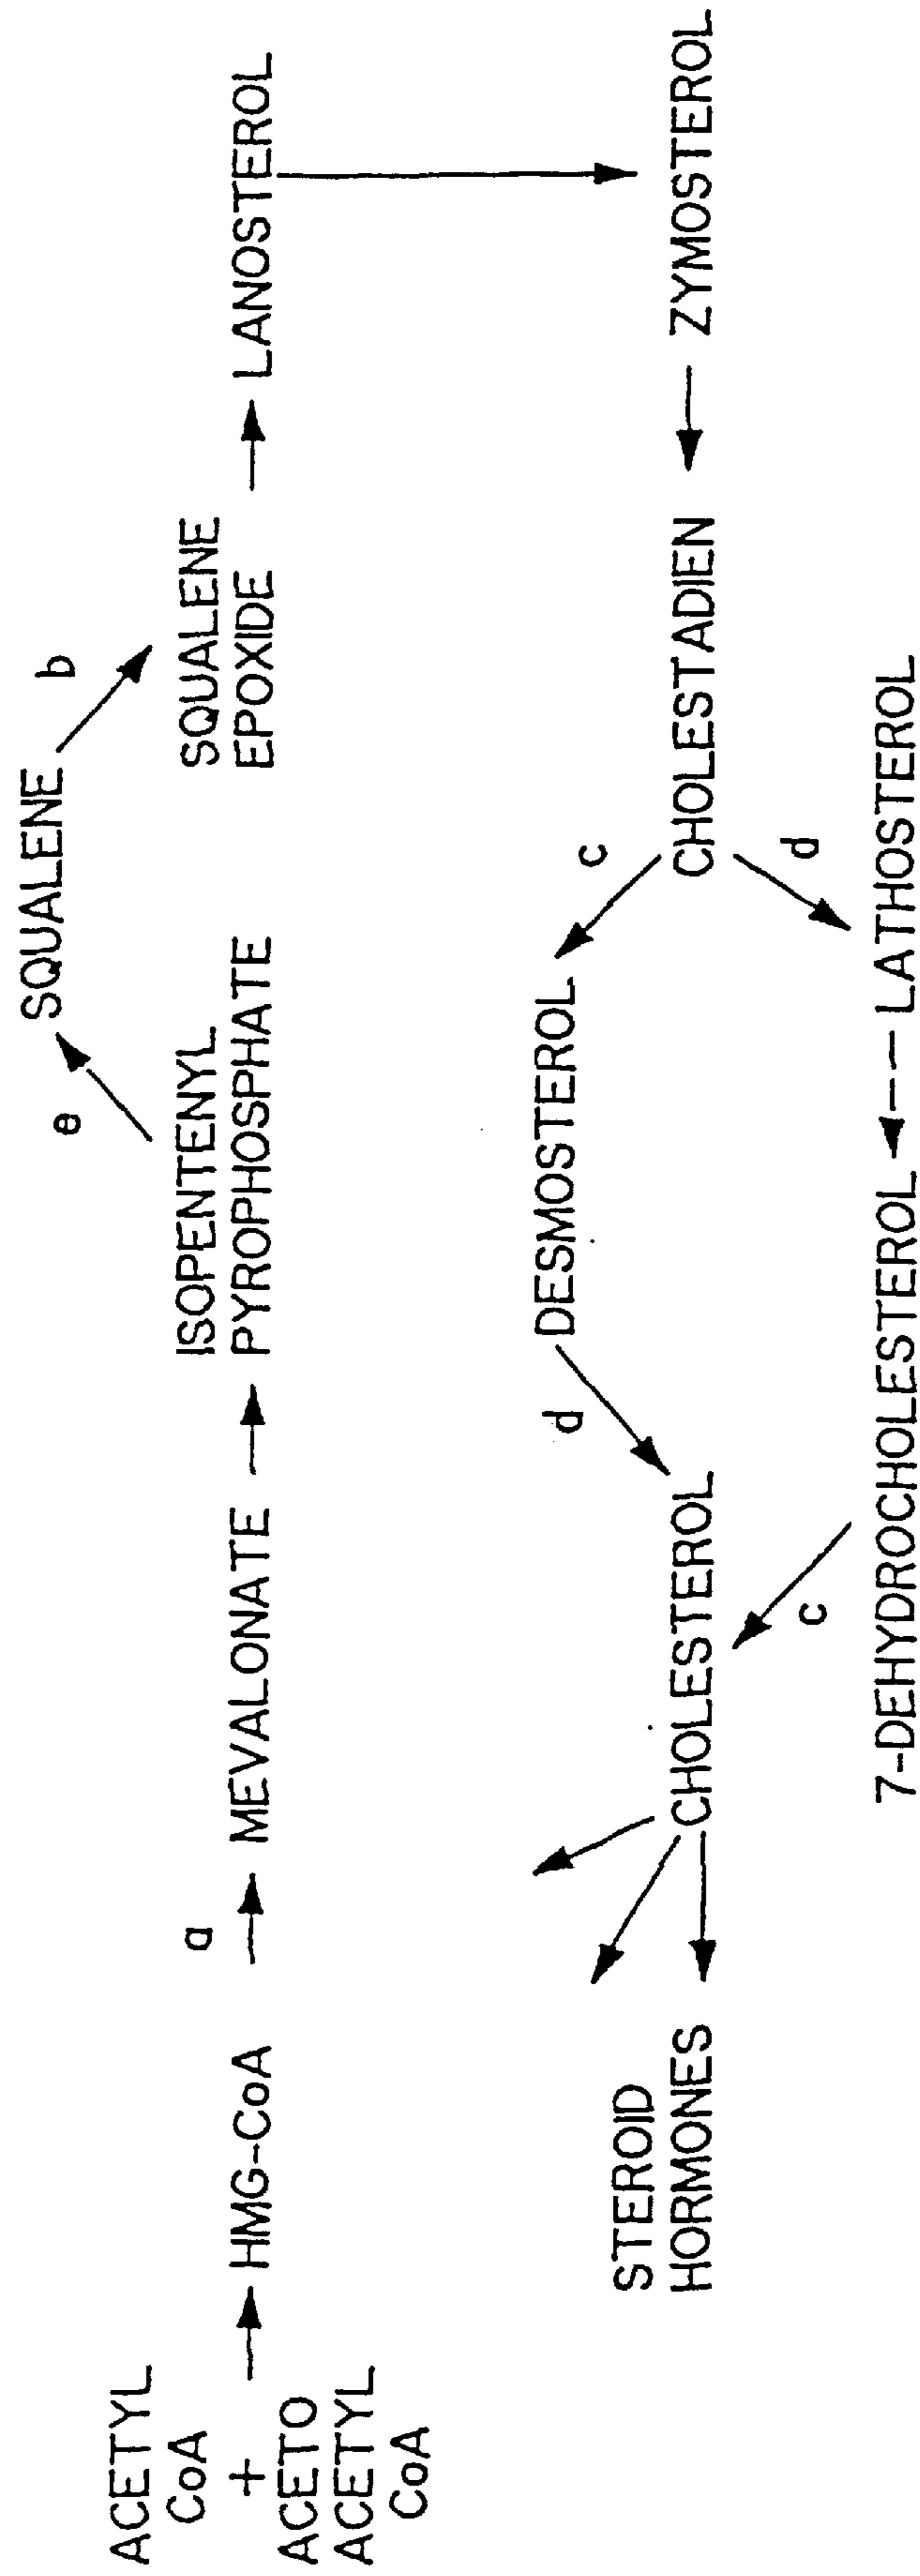 ACETYL
CoA
+
ACETO
ACETYL
CoA
HMG-CoA
a
MEVALONATE
ISOPENTENYL
PYROPHOSPHATE
e
SQUALENE
b
SQUALENE
EPOXIDE
LANOSTEROL
ZYMOSTEROL
CHOLESTADIEN
c
d
DESMOSTEROL
LATHOSTEROL
d
7-DEHYDROCHOLESTEROL
c
CHOLESTEROL
STEROID
HORMONES